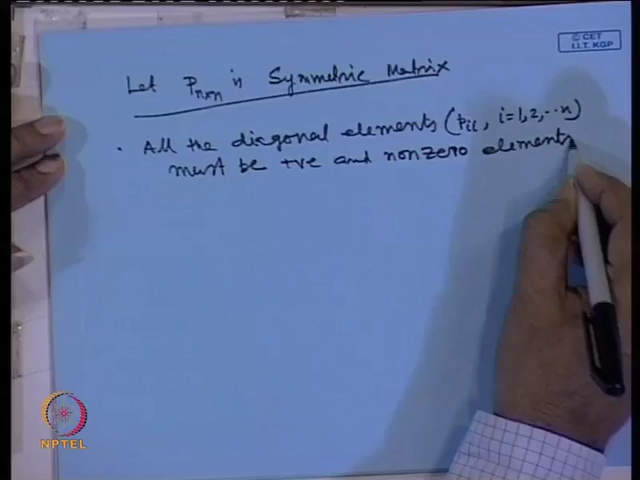 © CET
I.I.T. KGP
Let Pnxn is Symmetric Matrix
· All the diagonal elements (Pii, i=1,2,··n)
must be +ve and nonzero elements
NPTEL